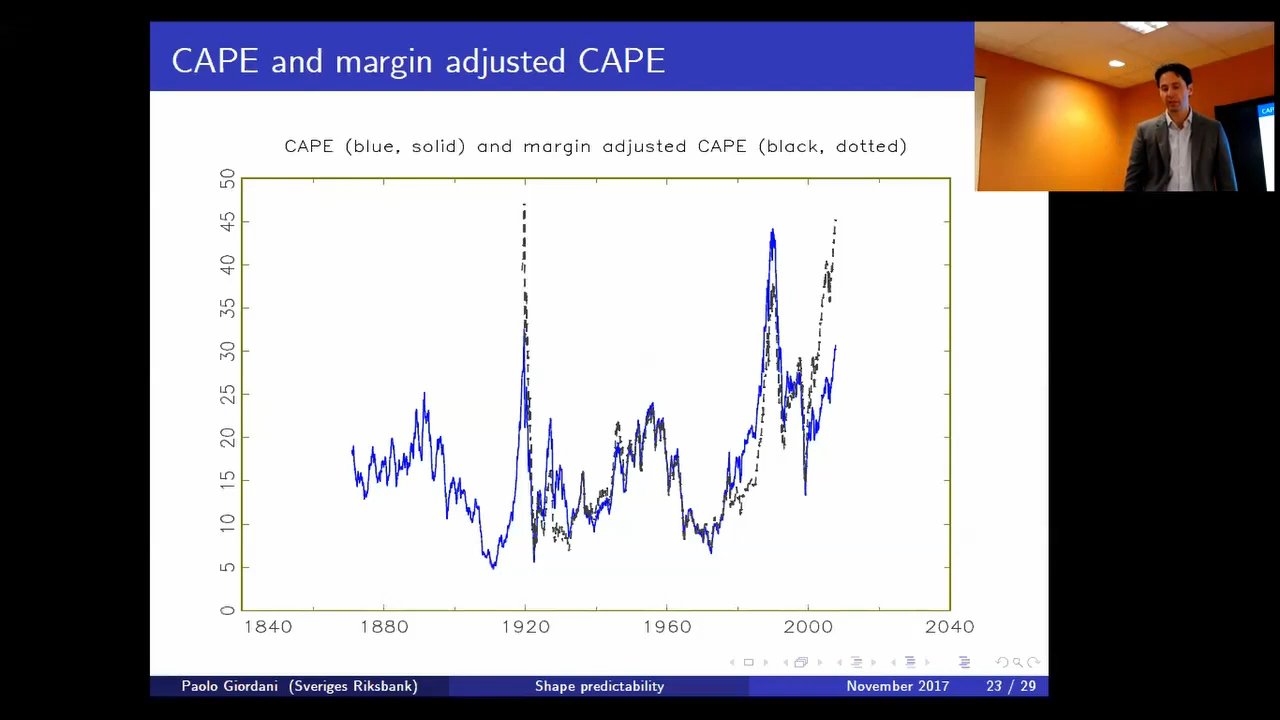 CAPE and margin adjusted CAPE
CAPE (blue, solid) and margin adjusted CAPE (black, dotted)
50
45
40
35
30
25
20
15
10
5
0
1840 1880 1920 1960 2000 2040
Paolo Giordani (Sveriges Riksbank) Shape predictability November 2017 23 / 29